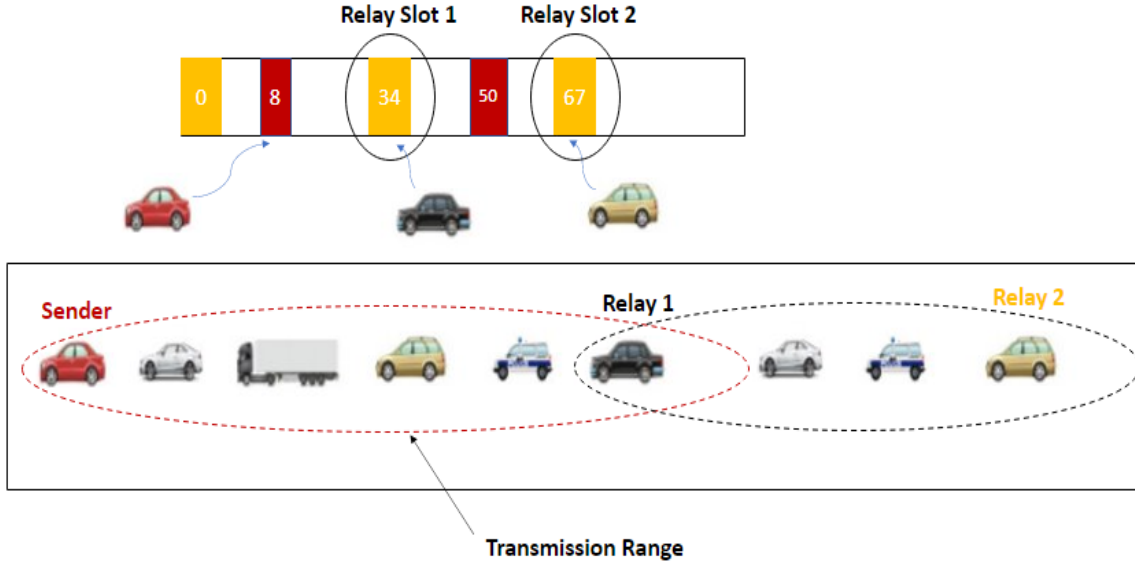 Relay Slot 1
Relay Slot 2
0
8
34
50
67
Sender
Relay 1
Relay 2
Transmission Range